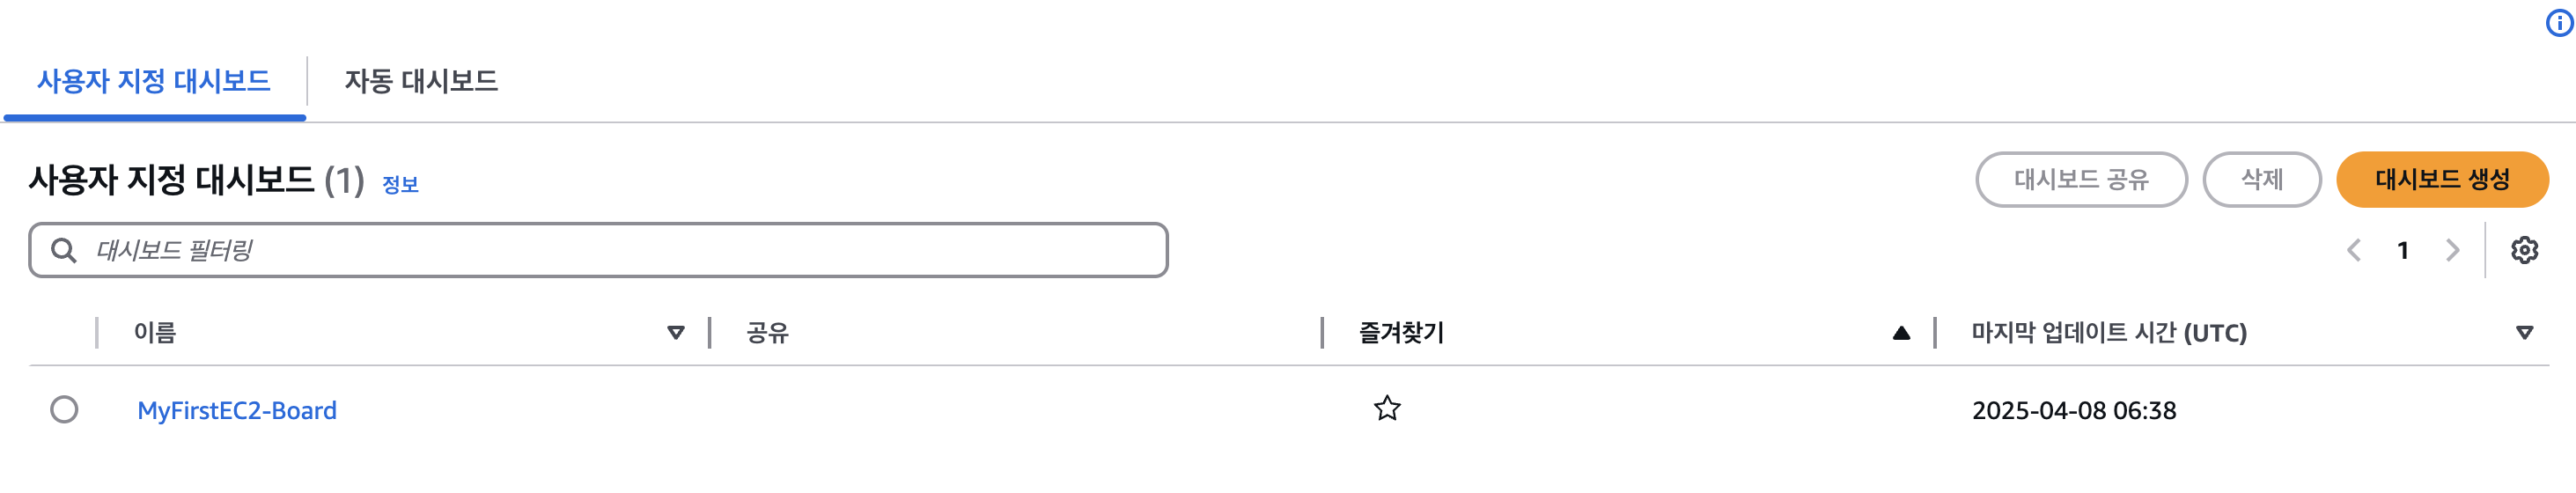 사용자 지정 대시보드 자동 대시보드
사용자 지정 대시보드 (1) 정보 대시보드 공유 삭제 대시보드 생성
대시보드 필터링 1
이름 공유 즐겨찾기 마지막 업데이트 시간 (UTC)
MyFirstEC2-Board 2025-04-08 06:38